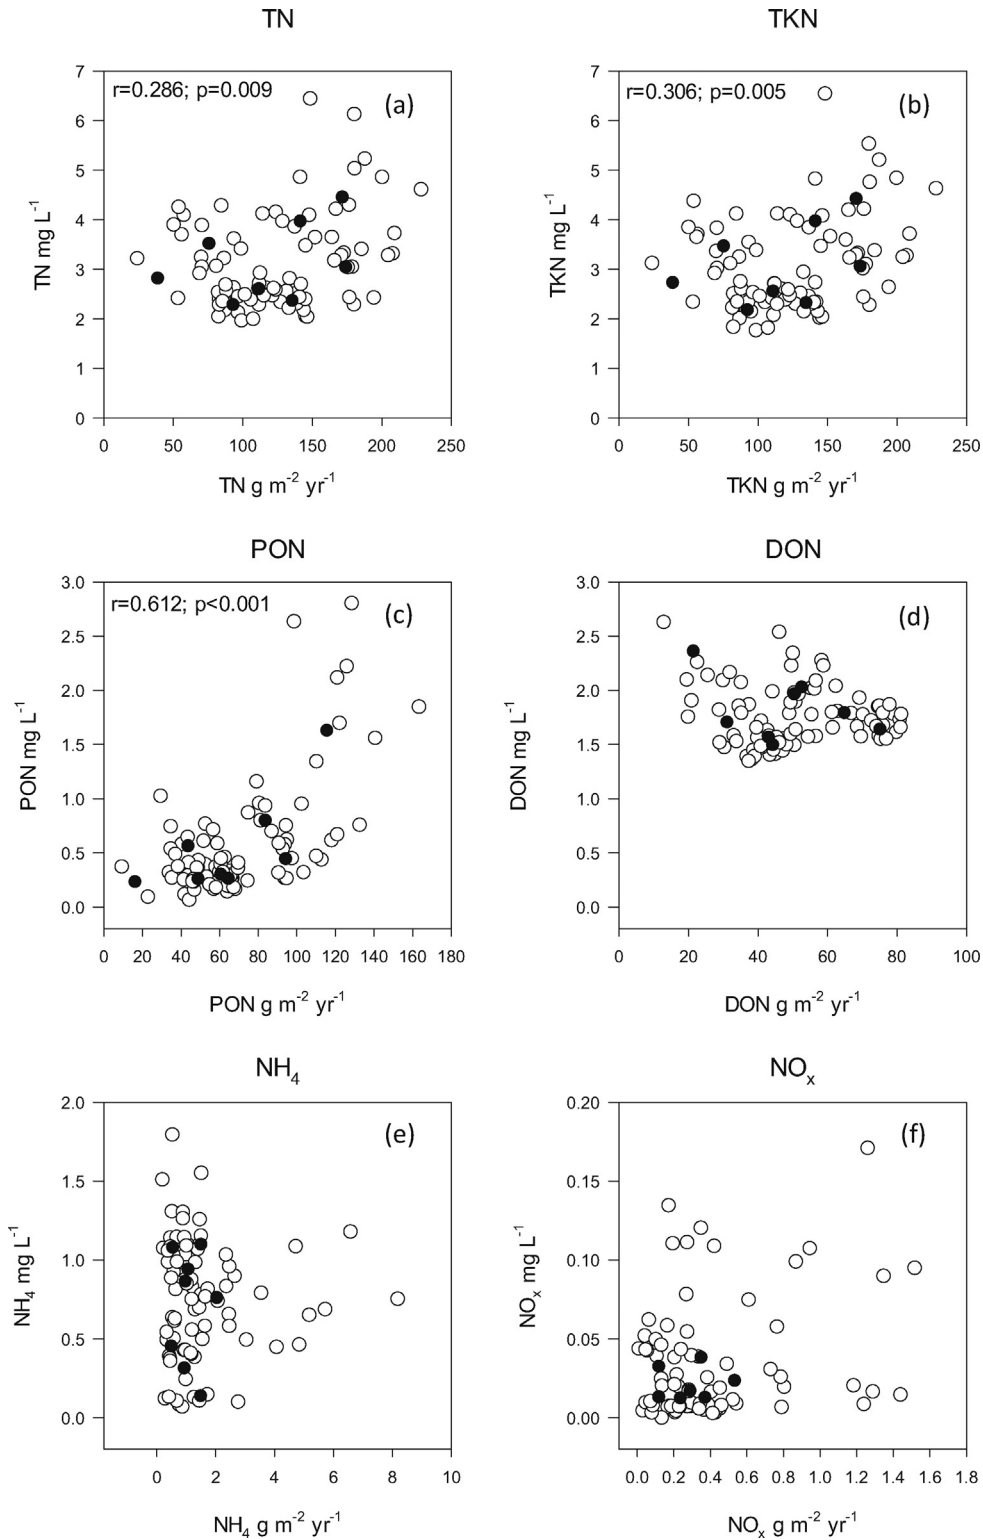 TN
TKN
r=0.286; p=0.009
(a)
r=0.306; p=0.005
(b)
7
6
5
4
3
2
1
0
TN mg L⁻¹
0 50 100 150 200 250
TN g m⁻² yr⁻¹
7
6
5
4
3
2
1
0
TKN mg L⁻¹
0 50 100 150 200 250
TKN g m⁻² yr⁻¹
PON
DON
r=0.612; p<0.001
(c)
(d)
3.0
2.5
2.0
1.5
1.0
0.5
0.0
PON mg L⁻¹
0 20 40 60 80 100 120 140 160 180
PON g m⁻² yr⁻¹
3.0
2.5
2.0
1.5
1.0
0.5
0.0
DON mg L⁻¹
0 20 40 60 80 100
DON g m⁻² yr⁻¹
NH₄
NOₓ
(e)
(f)
2.0
1.5
1.0
0.5
0.0
NH₄ mg L⁻¹
0 2 4 6 8 10
NH₄ g m⁻² yr⁻¹
0.20
0.15
0.10
0.05
0.00
NOₓ mg L⁻¹
0.0 0.2 0.4 0.6 0.8 1.0 1.2 1.4 1.6 1.8
NOₓ g m⁻² yr⁻¹